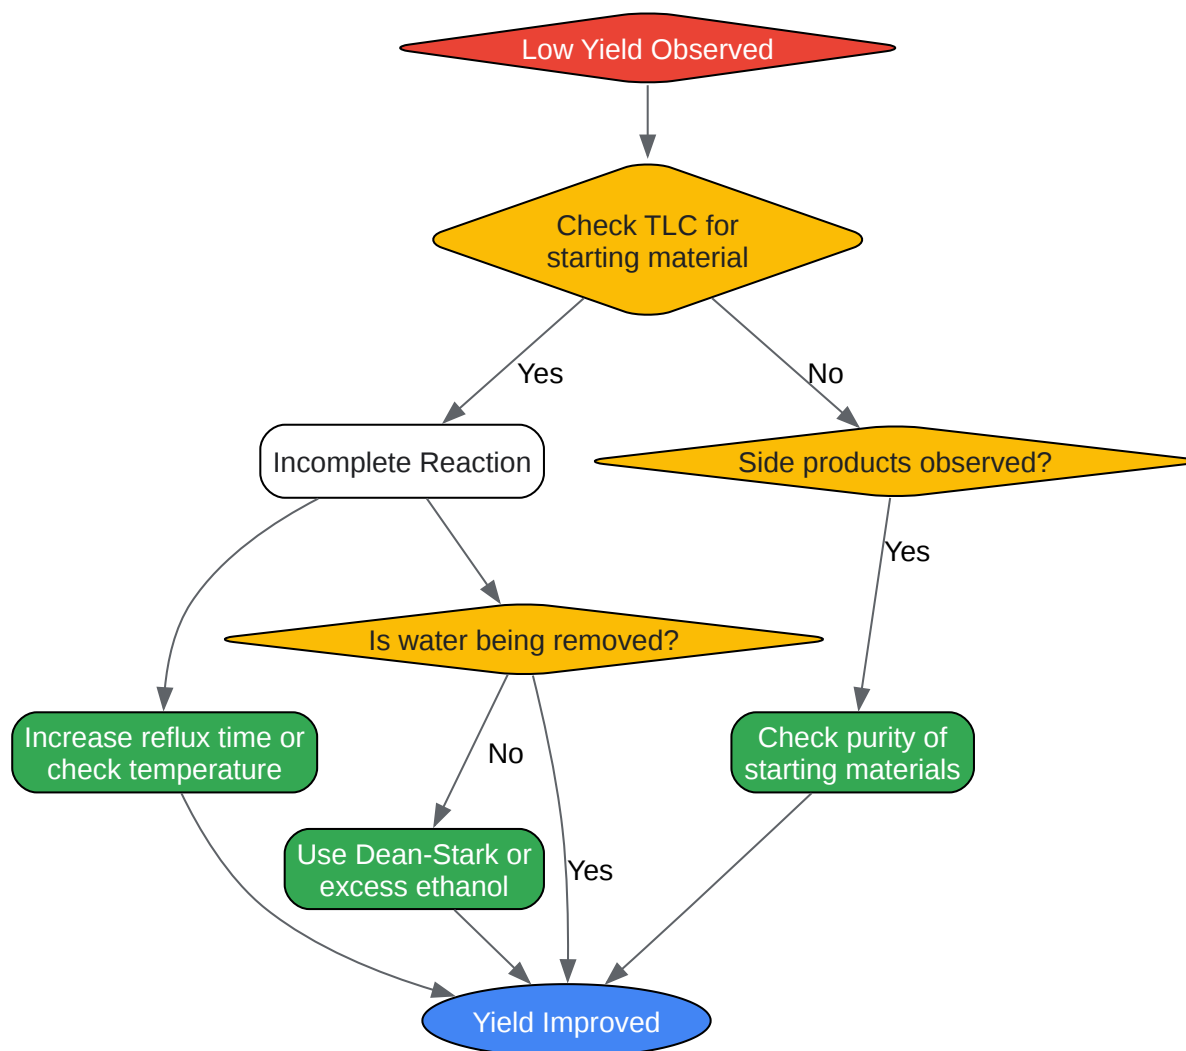 Low Yield Observed
Check TLC for
starting material
Yes
No
Incomplete Reaction
Side products observed?
Yes
Is water being removed?
Increase reflux time or
check temperature
No
Check purity of
starting materials
Use Dean-Stark or
excess ethanol
Yes
Yield Improved